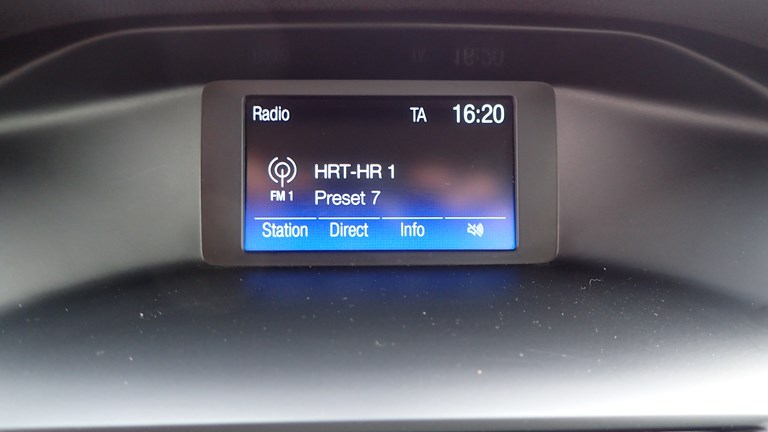 Radio TA 16:20
HRT-HR 1
FM 1
Preset 7
Station Direct Info